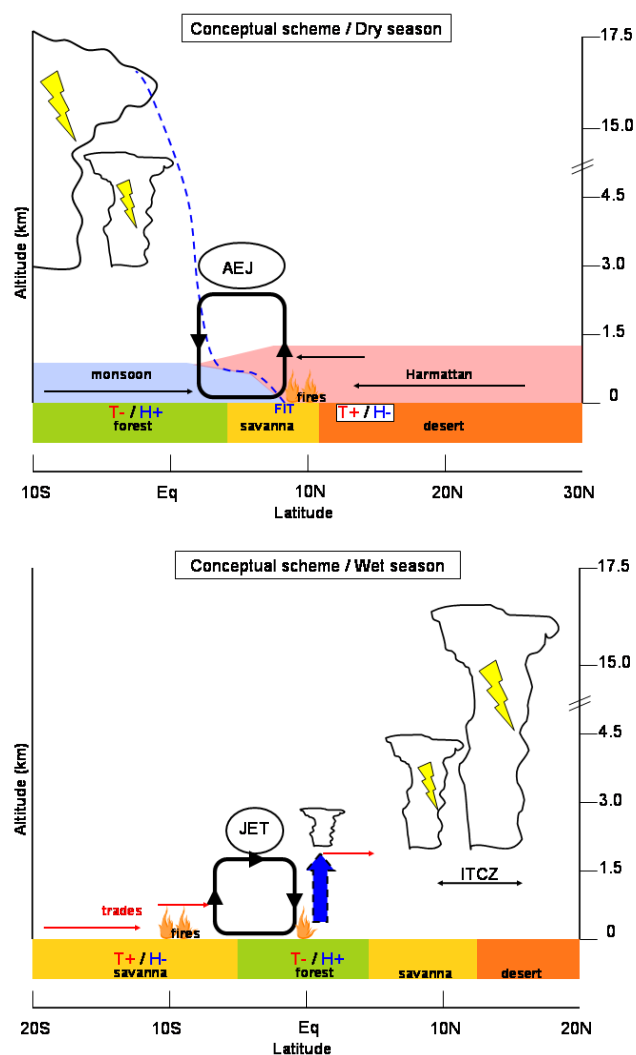 Conceptual scheme / Dry season
17.5
15.0
4.5
3.0
1.5
0
Altitude (km)
AEJ
monsoon
Harmattan
fires
FIT
T- / H+
T+ / H-
forest
savanna
desert
10S
Eq
10N
20N
30N
Latitude
Conceptual scheme / Wet season
17.5
15.0
4.5
3.0
1.5
0
Altitude (km)
JET
ITCZ
trades
fires
T+ / H-
T- / H+
savanna
forest
savanna
desert
20S
10S
Eq
10N
20N
Latitude